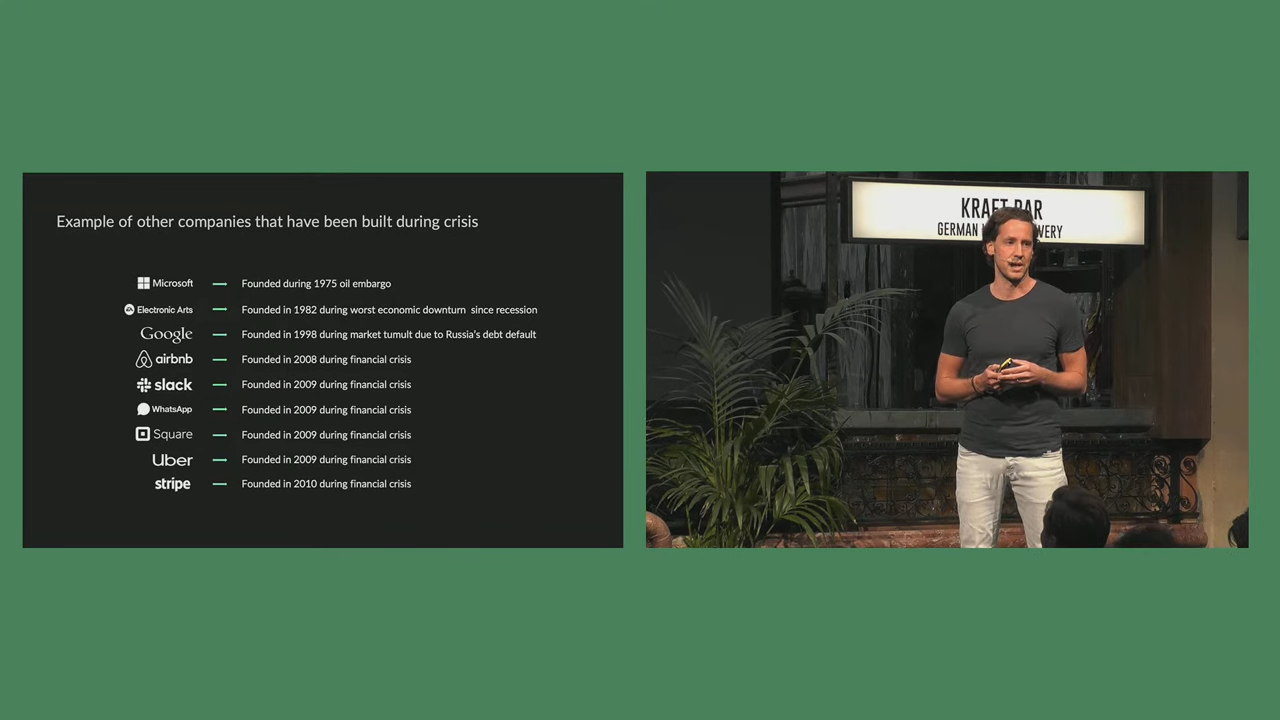 Example of other companies that have been built during crisis
Microsoft Founded during 1975 oil embargo
EA Electronic Arts Founded in 1982 during worst economic downturn since recession
Google Founded in 1998 during market tumult due to Russia's debt default
airbnb Founded in 2008 during financial crisis
slack Founded in 2009 during financial crisis
WhatsApp Founded in 2009 during financial crisis
Square Founded in 2009 during financial crisis
Uber Founded in 2009 during financial crisis
stripe Founded in 2010 during financial crisis
KRAFT BAR
GERMAN